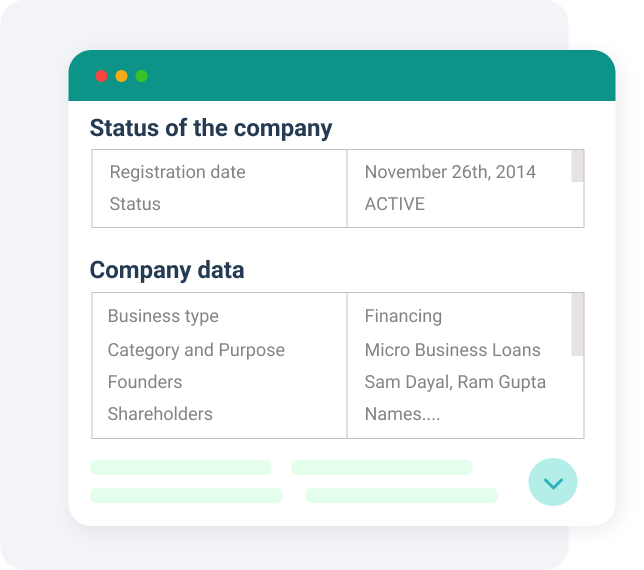 Status of the company
Registration date November 26th, 2014
Status ACTIVE
Company data
Business type Financing
Category and Purpose Micro Business Loans
Founders Sam Dayal, Ram Gupta
Shareholders Names....